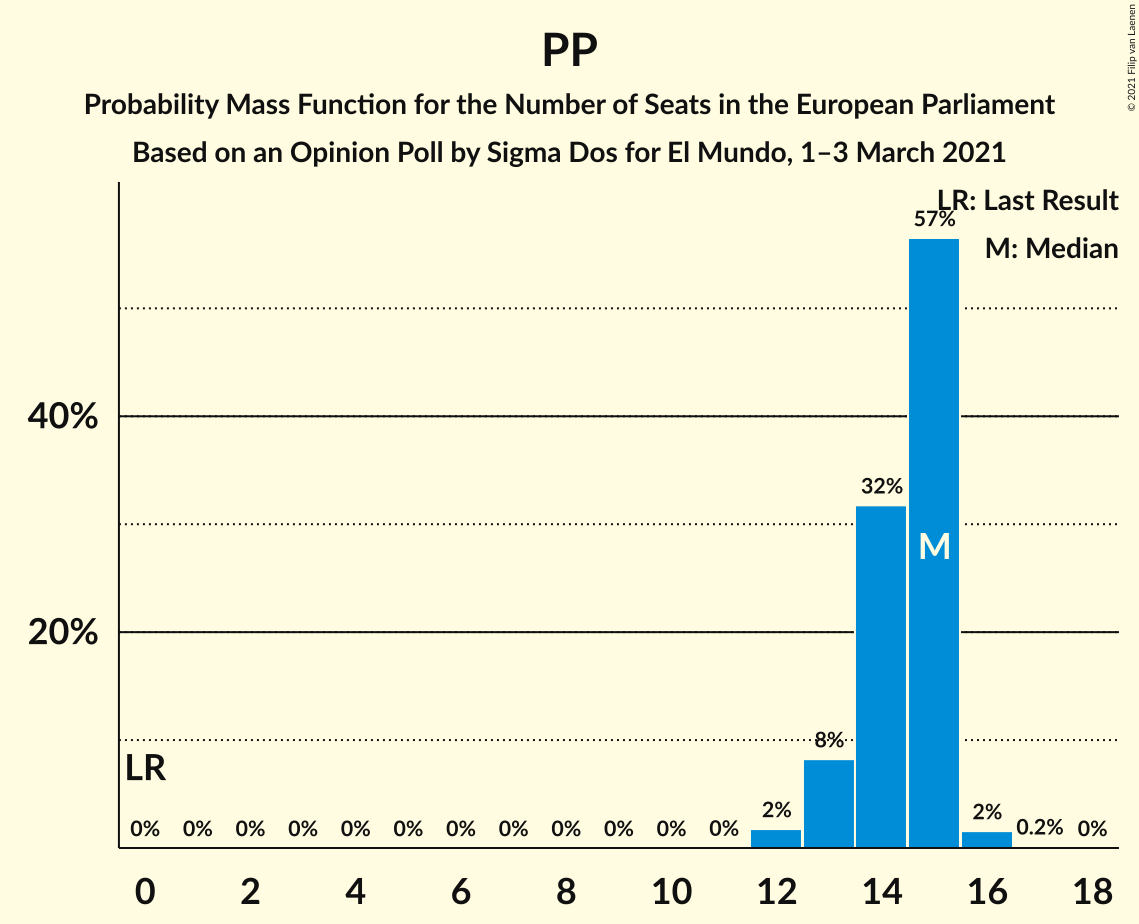 PP
Probability Mass Function for the Number of Seats in the European Parliament
Based on an Opinion Poll by Sigma Dos for El Mundo, 1–3 March 2021
© 2021 Filip van Laenen
LR: Last Result
M: Median
57%
40%
32%
M
20%
8%
LR
0% 0% 0% 0% 0% 0% 0% 0% 0% 0% 0% 0% 2% 2% 0.2% 0%
0 2 4 6 8 10 12 14 16 18